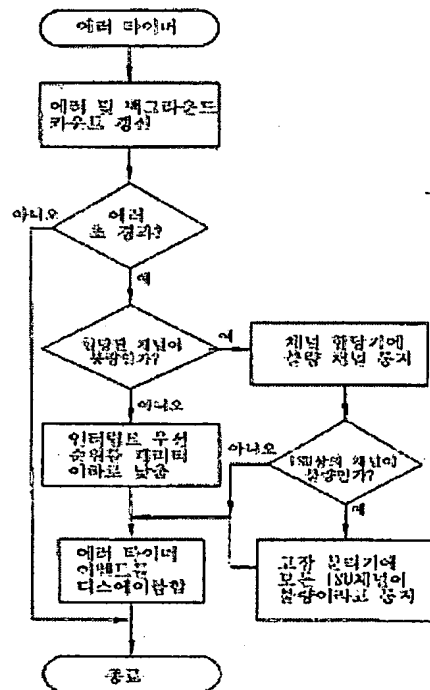 에러 타이머
에러 및 백그라운드
카운트 갱신
아니오
에러
초 경과?
예
할당된 채널이
불량인가?
예
채널 할당기에
불량 채널 통지
아니오
인터럽트 우선
순위를 패리티
이하로 낮춤
아니오
ISU상의 채널이
불량인가?
예
에러 타이머
이벤트를
디스에이블함
고장 분리기에
모든 ISU채널이
불량이라고 통지
종료